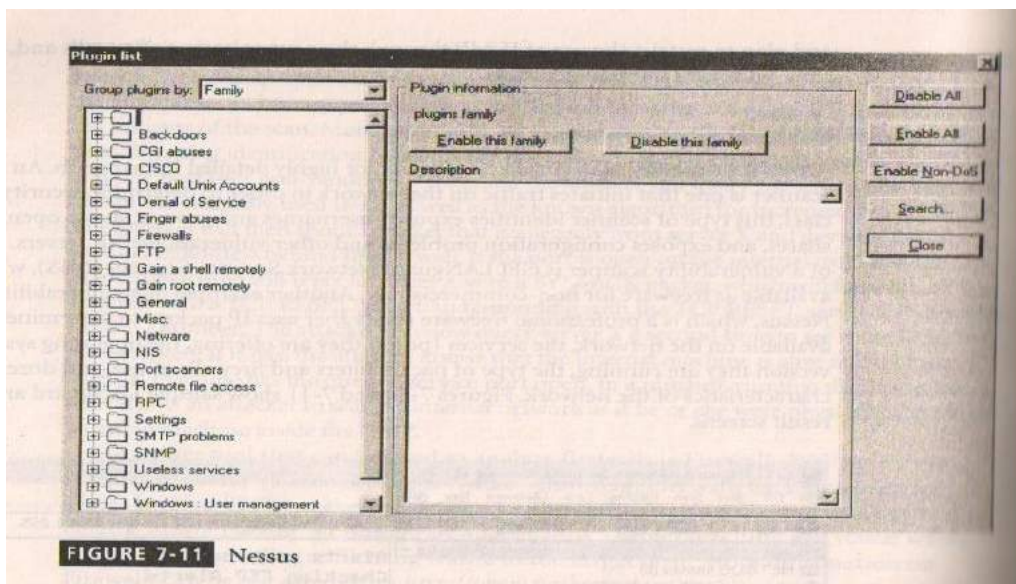 Plugin list
Group plugins by: Family
Backdoors
CGI abuses
CISCO
Default Unix Accounts
Denial of Service
Finger abuses
Firewalls
FTP
Gain a shell remotely
Gain root remotely
General
Misc.
Netware
NIS
Port scanners
Remote file access
RPC
Settings
SMTP problems
SNMP
Useless services
Windows
Windows : User management
Plugin information
plugins family
Enable this family
Disable this family
Description
Disable All
Enable All
Enable Non-DoS
Search...
Close
FIGURE 7-11 Nessus